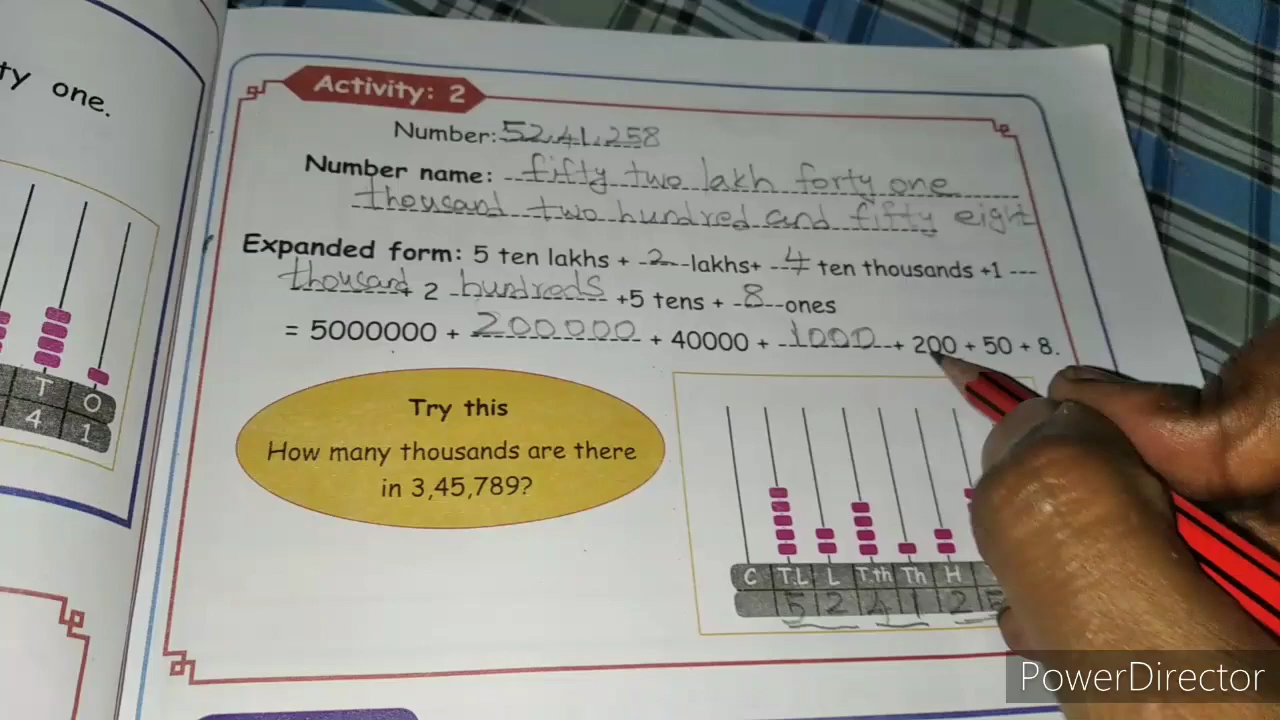 ty one.
T O
4 1
Activity: 2
Number: 52,41,258
Number name: fifty two lakh forty one
thousand two hundred and fifty eight
Expanded form: 5 ten lakhs + 2 lakhs+ 4 ten thousands +1 ---
thousand + 2 hundreds +5 tens + 8 ones
= 5000000 + 200000 + 40000 + 1000 + 200 + 50 + 8.
Try this
How many thousands are there
in 3,45,789?
C T.L L T.th Th H
5 2 4 1 2 5
PowerDirector